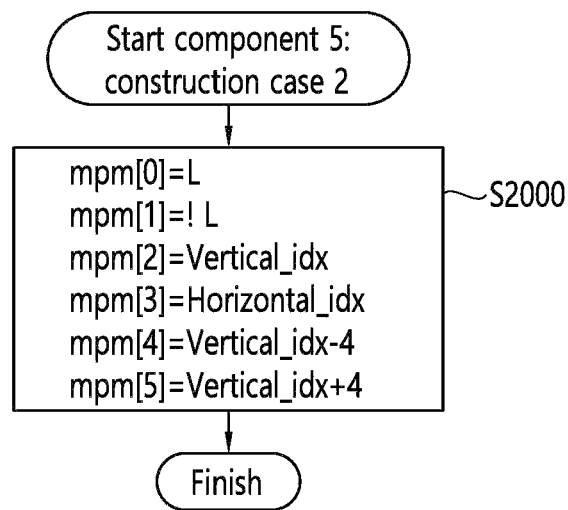 Start component 5:
construction case 2
mpm[0]=L
mpm[1]=! L
mpm[2]=Vertical_idx
mpm[3]=Horizontal_idx
mpm[4]=Vertical_idx-4
mpm[5]=Vertical_idx+4
S2000
Finish